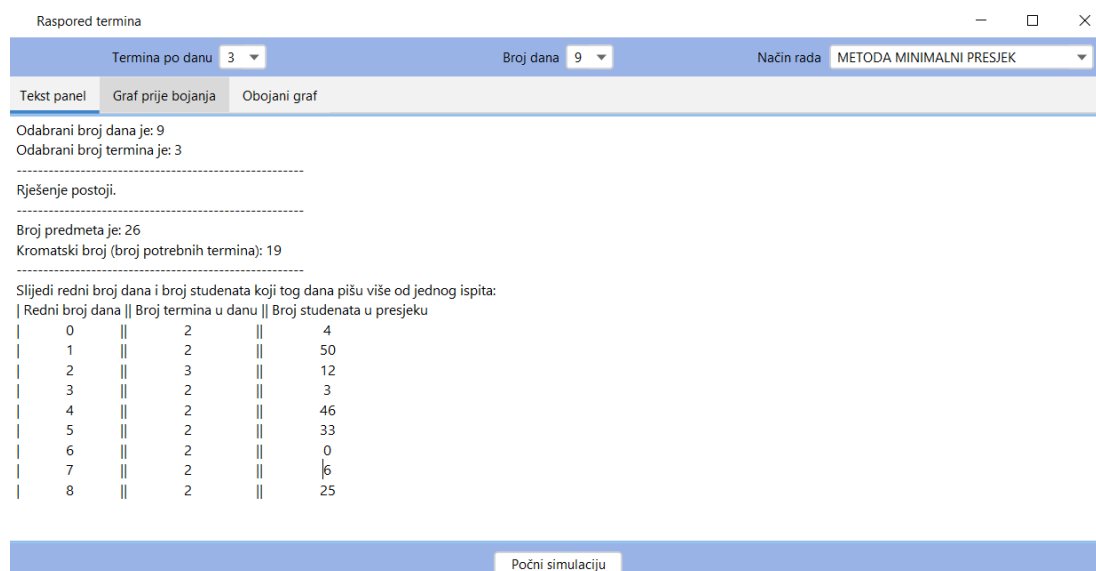 Raspored termina
Termina po danu 3 Broj dana 9 Način rada METODA MINIMALNI PRESJEK
Tekst panel Graf prije bojanja Obojani graf
Odabrani broj dana je: 9
Odabrani broj termina je: 3
------------------------------------------------------
Rješenje postoji.
------------------------------------------------------
Broj predmeta je: 26
Kromatski broj (broj potrebnih termina): 19
------------------------------------------------------
Slijedi redni broj dana i broj studenata koji tog dana pišu više od jednog ispita:
| Redni broj dana || Broj termina u danu || Broj studenata u presjeku
| 0 || 2 || 4
| 1 || 2 || 50
| 2 || 3 || 12
| 3 || 2 || 3
| 4 || 2 || 46
| 5 || 2 || 33
| 6 || 2 || 0
| 7 || 2 || 6
| 8 || 2 || 25
Počni simulaciju